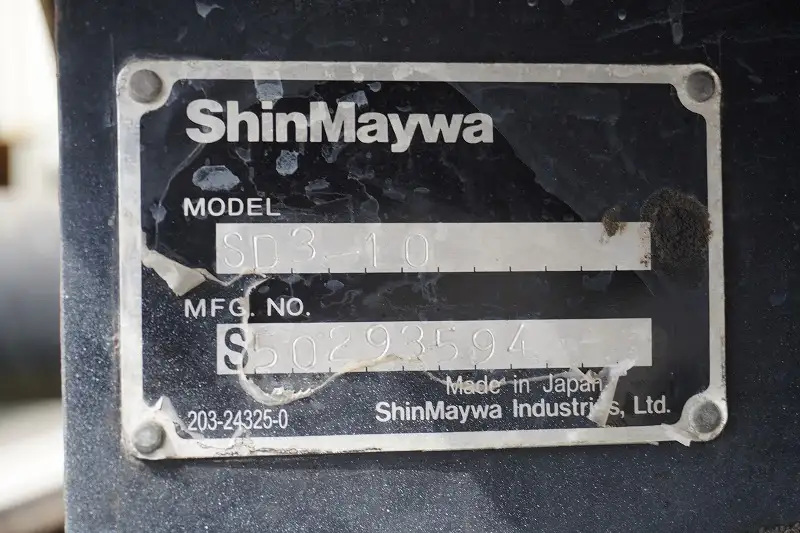 ShinMaywa
MODEL
SD3-10
MFG. NO.
S50293594
Made in Japan
203-24325-0
ShinMaywa Industries, Ltd.